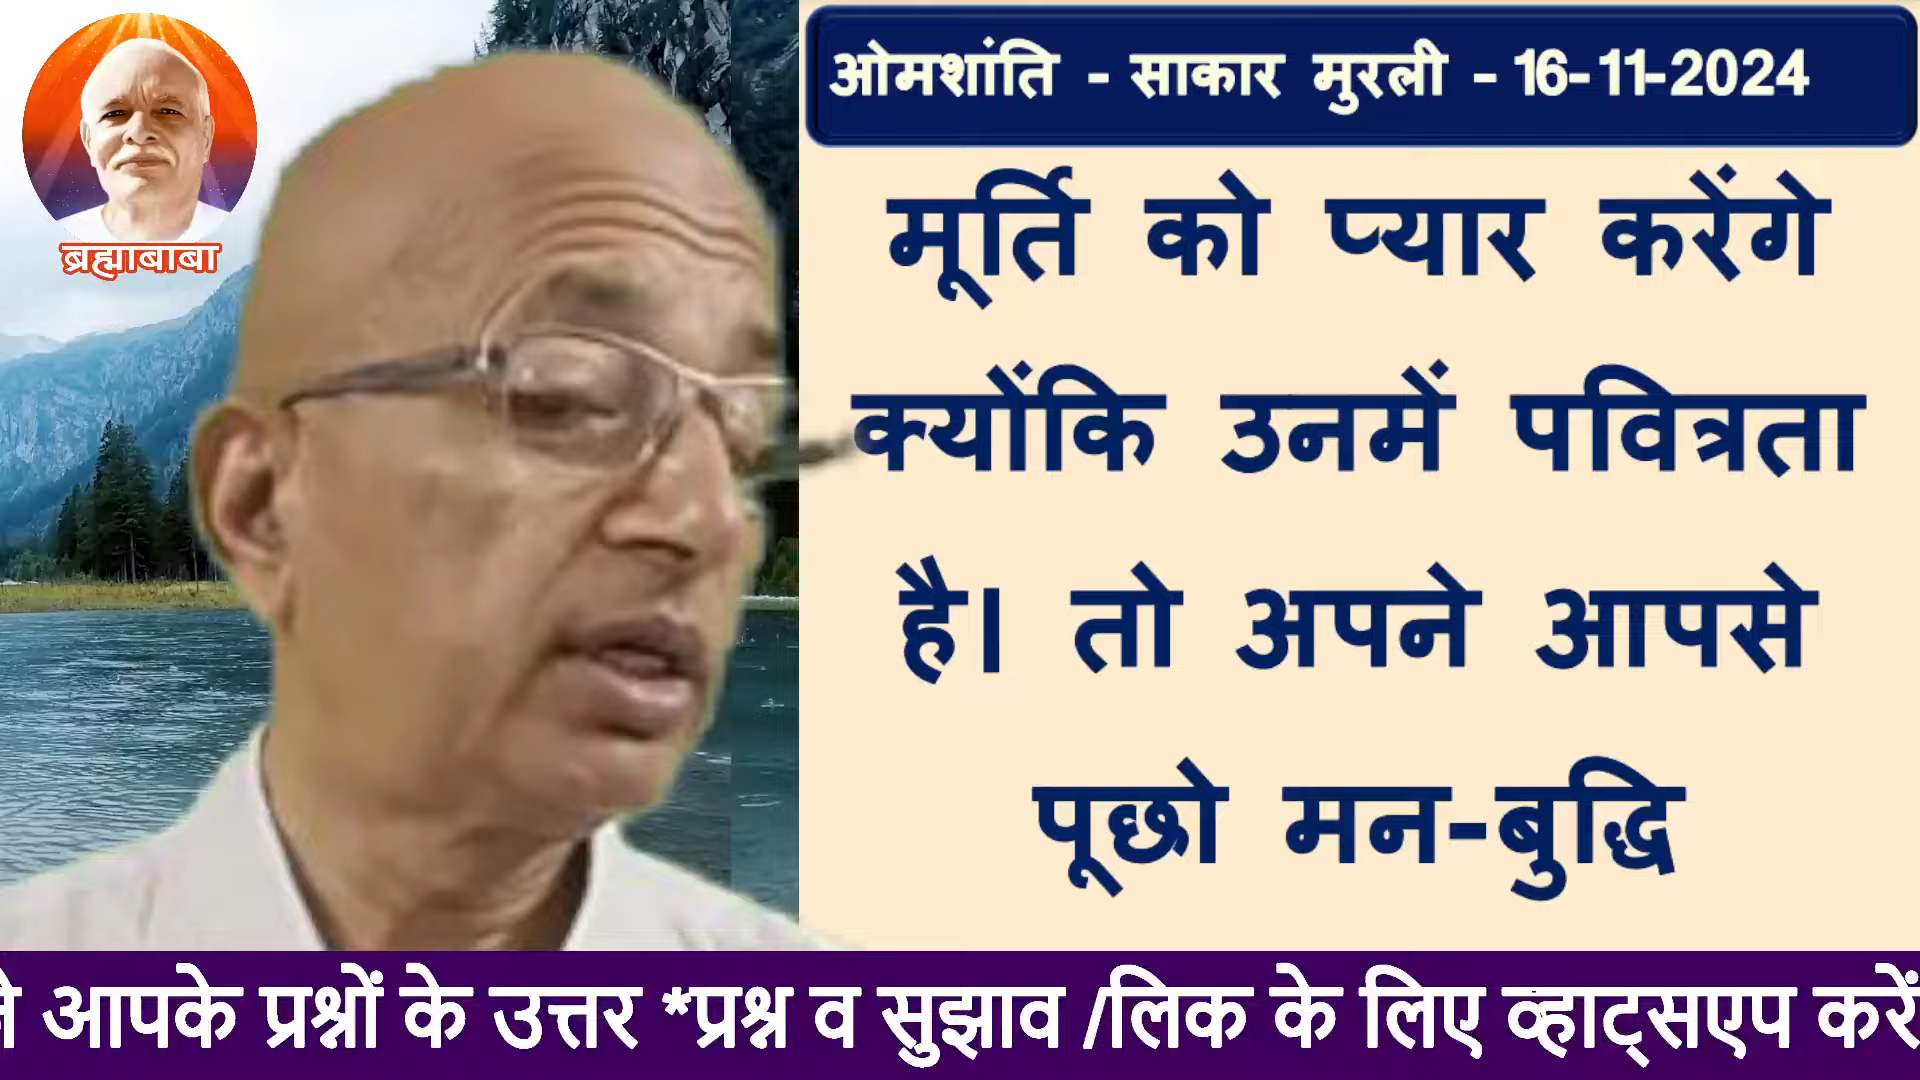 ओमशांति - साकार मुरली - 16-11-2024
ब्रह्माबाबा
मूर्ति को प्यार करेंगे
क्योंकि उनमें पवित्रता
है। तो अपने आपसे
पूछो मन-बुद्धि
आपके प्रश्नों के उत्तर *प्रश्न व सुझाव /लिक के लिए व्हाट्सएप करें